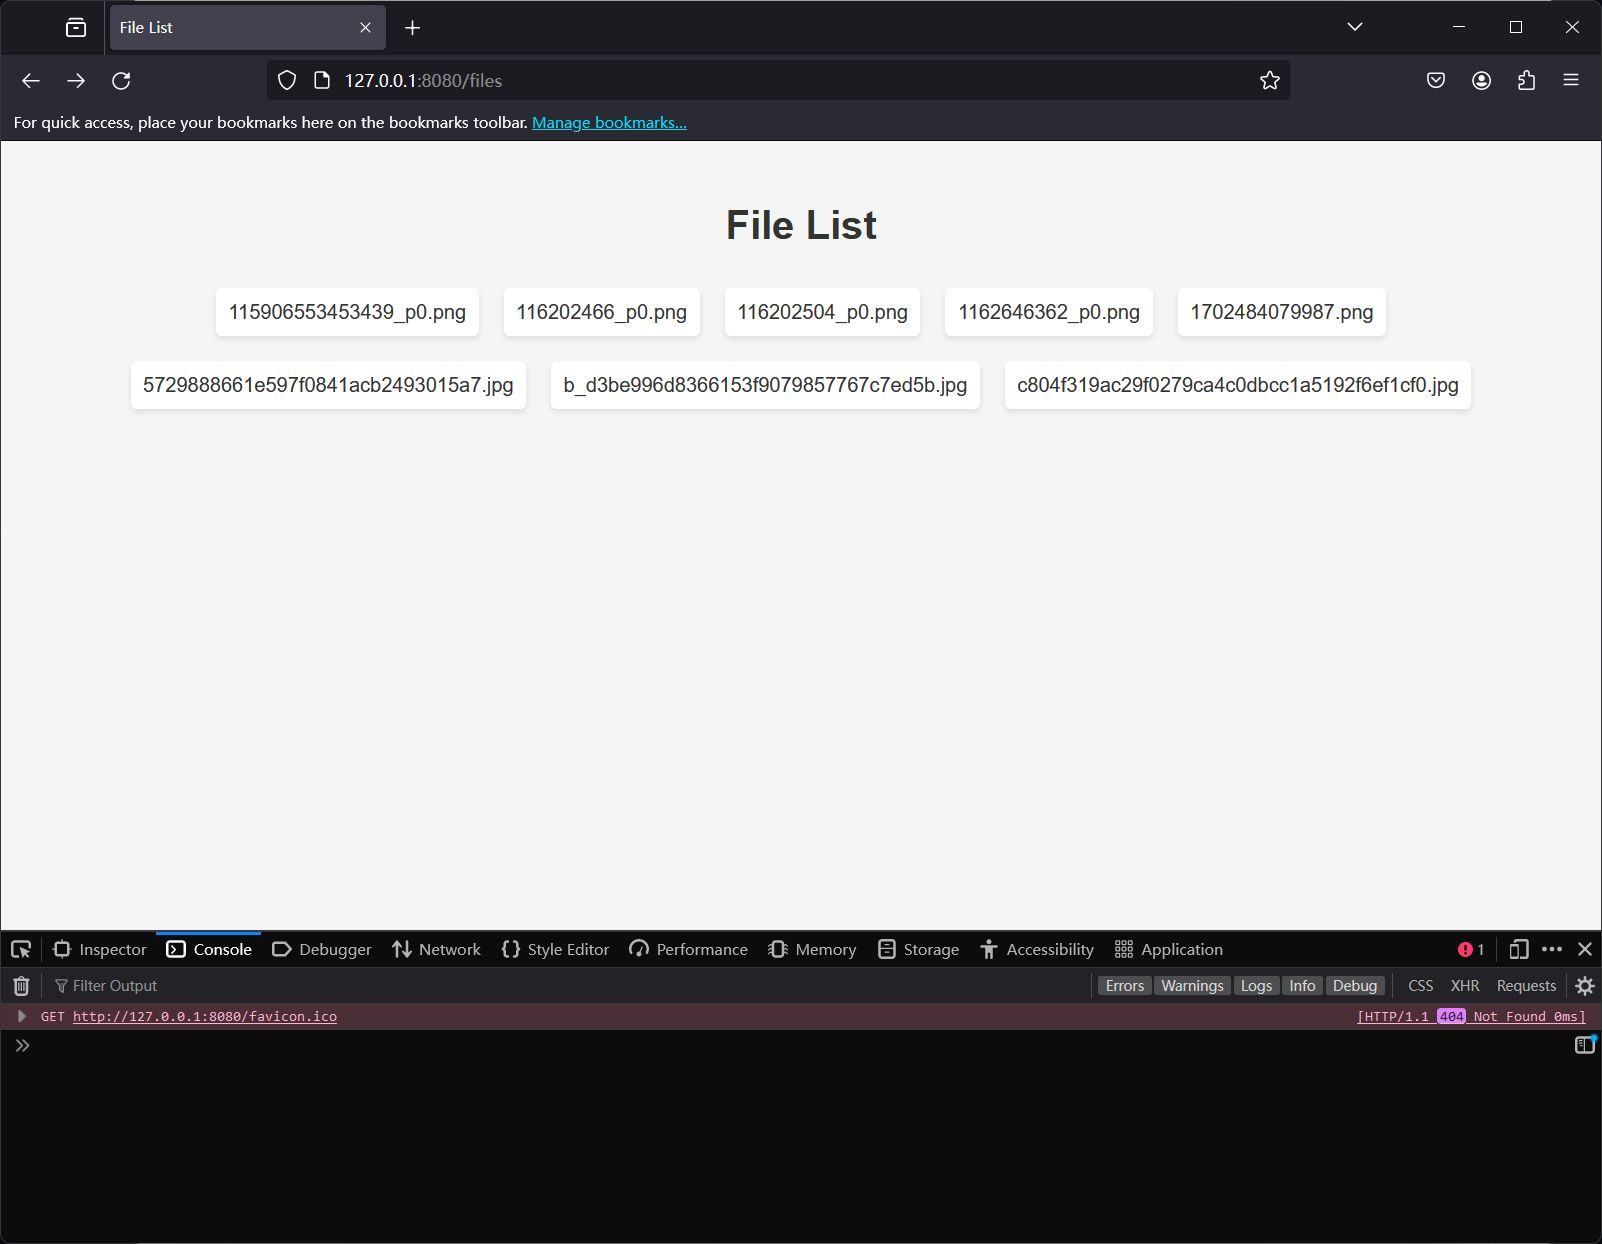 File List
127.0.0.1:8080/files
For quick access, place your bookmarks here on the bookmarks toolbar. Manage bookmarks...
File List
115906553453439_p0.png 116202466_p0.png 116202504_p0.png 1162646362_p0.png 1702484079987.png
5729888661e597f0841acb2493015a7.jpg b_d3be996d8366153f9079857767c7ed5b.jpg c804f319ac29f0279ca4c0dbcc1a5192f6ef1cf0.jpg
Inspector Console Debugger Network Style Editor Performance Memory Storage Accessibility Application 1
Filter Output Errors Warnings Logs Info Debug CSS XHR Requests
GET http://127.0.0.1:8080/favicon.ico [HTTP/1.1 404 Not Found 0ms]